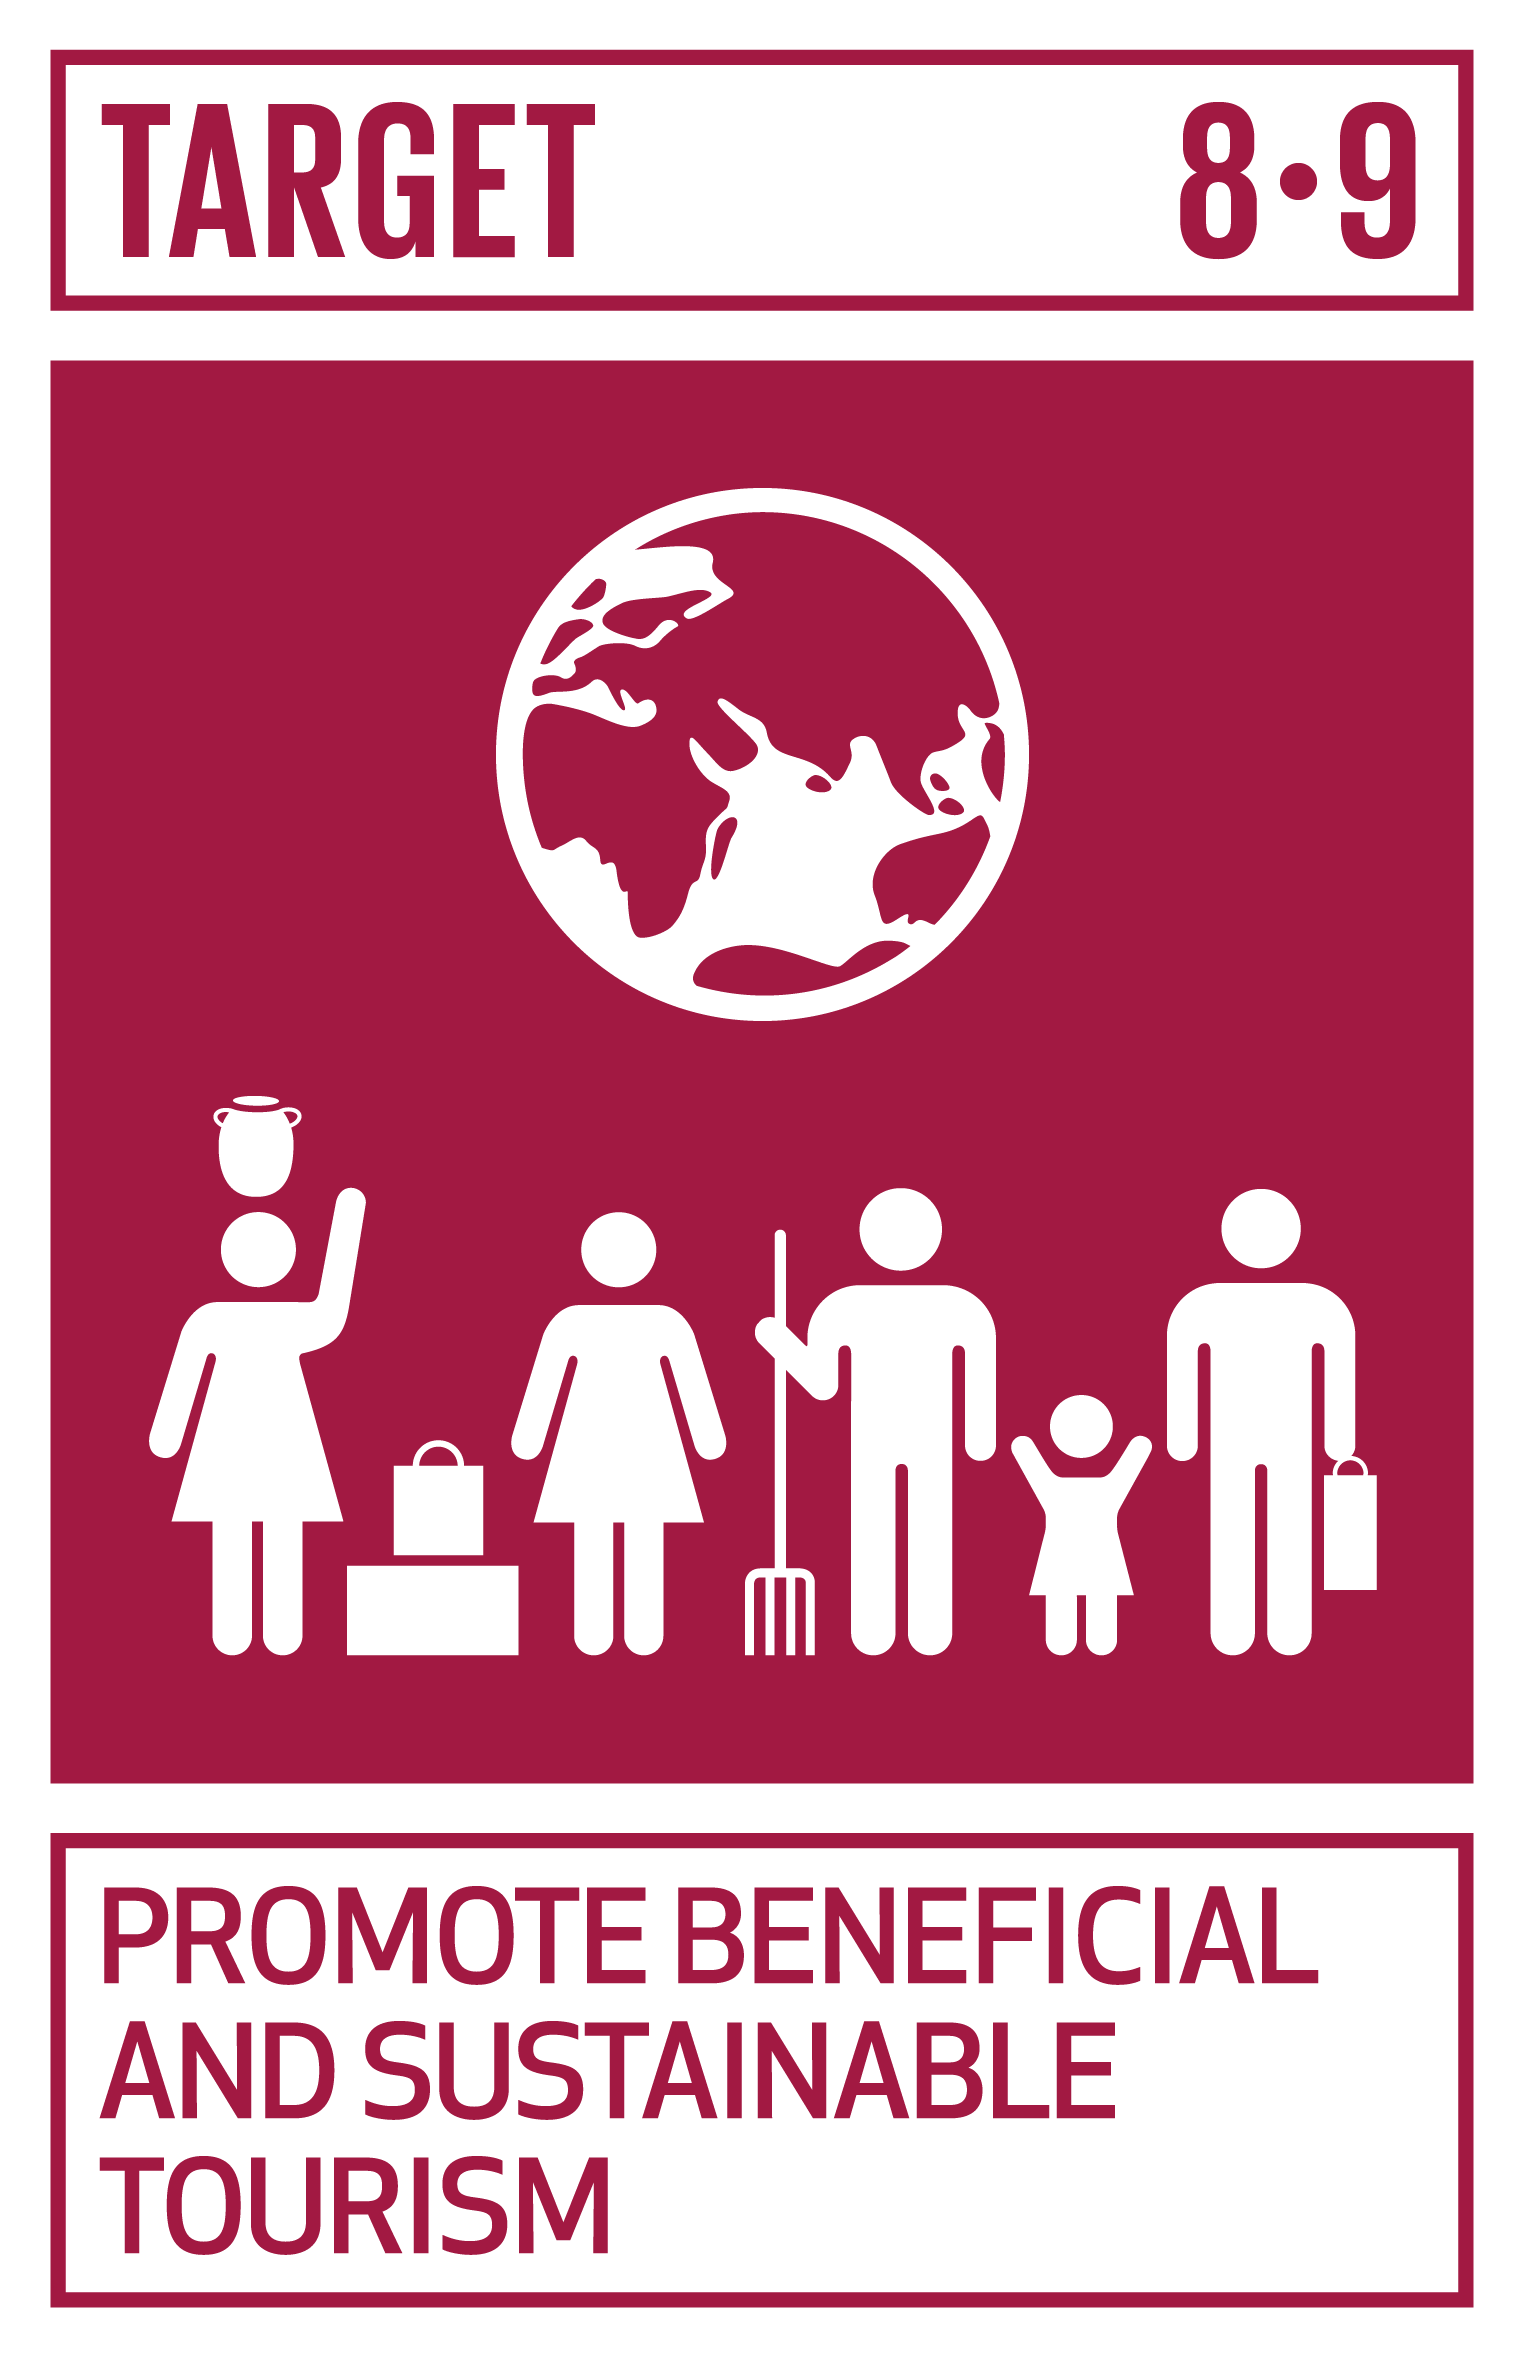 TARGET 8•9
PROMOTE BENEFICIAL
AND SUSTAINABLE
TOURISM